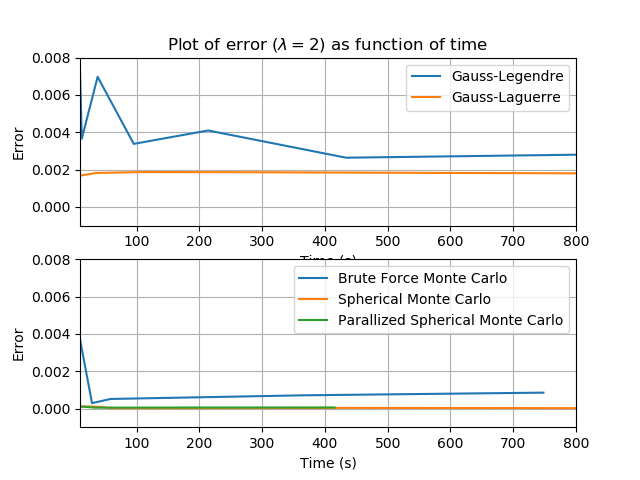 Plot of error (λ = 2) as function of time
0.008
0.006
0.004
0.002
0.000
Error
Gauss-Legendre
Gauss-Laguerre
100 200 300 400 500 600 700 800
Time (s)
0.008
0.006
0.004
0.002
0.000
Error
Brute Force Monte Carlo
Spherical Monte Carlo
Parallized Spherical Monte Carlo
100 200 300 400 500 600 700 800
Time (s)